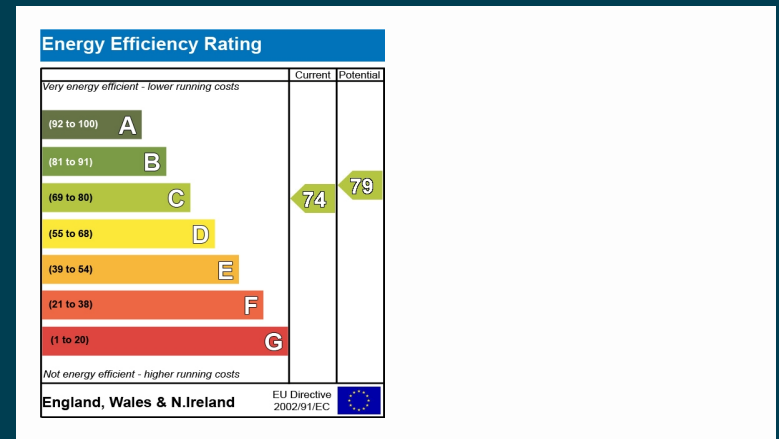 Energy Efficiency Rating
Current Potential
Very energy efficient - lower running costs
(92 to 100) A
(81 to 91) B
(69 to 80) C
74
79
(55 to 68) D
(39 to 54) E
(21 to 38) F
(1 to 20) G
Not energy efficient - higher running costs
England, Wales & N.Ireland
EU Directive
2002/91/EC